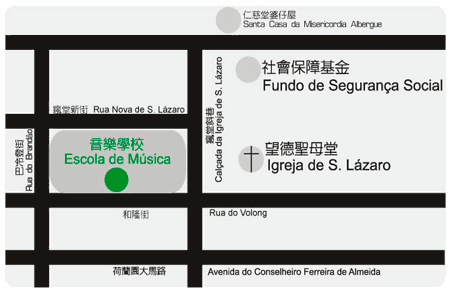 仁慈堂婆仔屋
Santa Casa da Misericordia Albergue
社會保障基金
Fundo de Segurança Social
瘋堂斜巷
Calçada da Igreja de S. Lázaro
瘋堂新街 Rua Nova de S. Lázaro
巴冷登街
Rua do Brandão
音樂學校
Escola de Música
望德聖母堂
Igreja de S. Lázaro
和隆街 Rua do Volong
荷蘭園大馬路 Avenida do Conselheiro Ferreira de Almeida